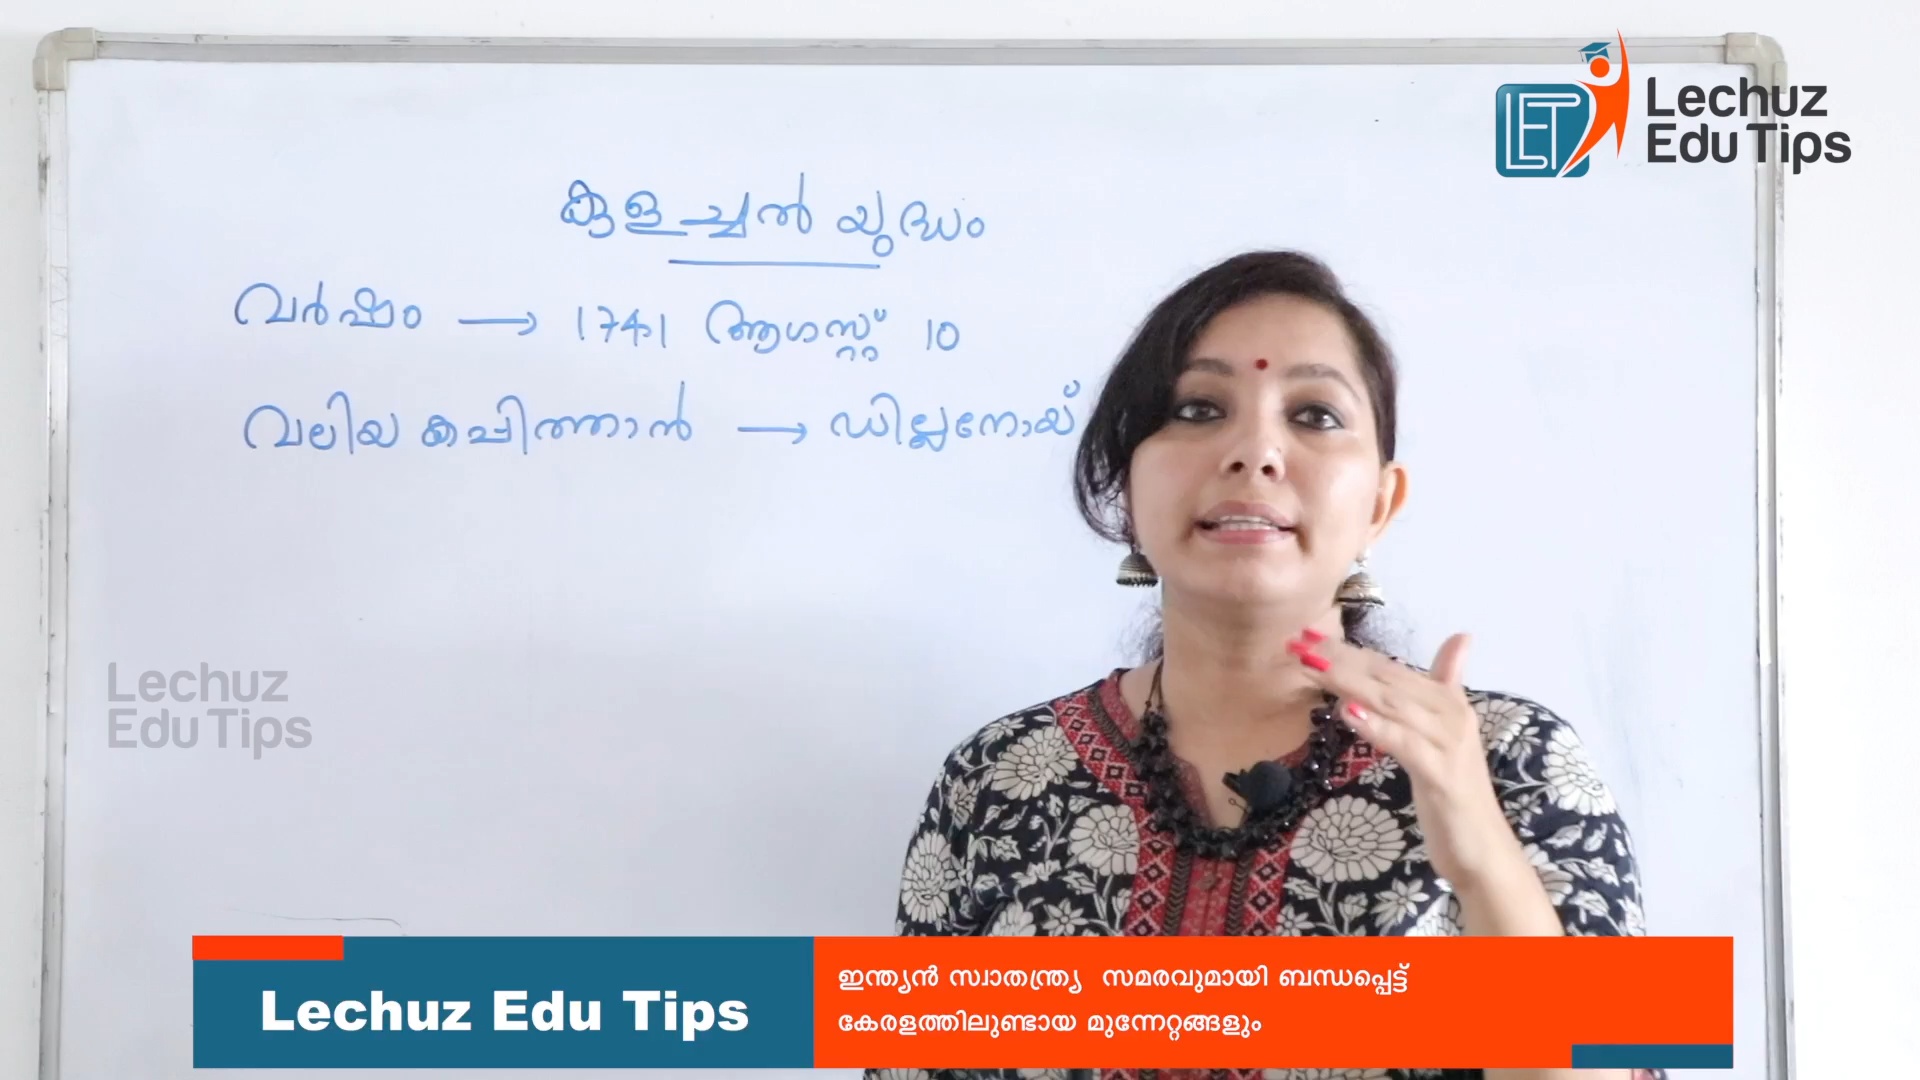 Lechuz
Edu Tips
കുളച്ചൽ യുദ്ധം
വർഷം → 1741 ആഗസ്റ്റ് 10
വലിയ കപ്പിത്താൻ → ഡില്ലനോയ്
Lechuz
Edu Tips
Lechuz Edu Tips
ഇന്ത്യൻ സ്വാതന്ത്ര്യ സമരവുമായി ബന്ധപ്പെട്ട്
കേരളത്തിലുണ്ടായ മുന്നേറ്റങ്ങളും